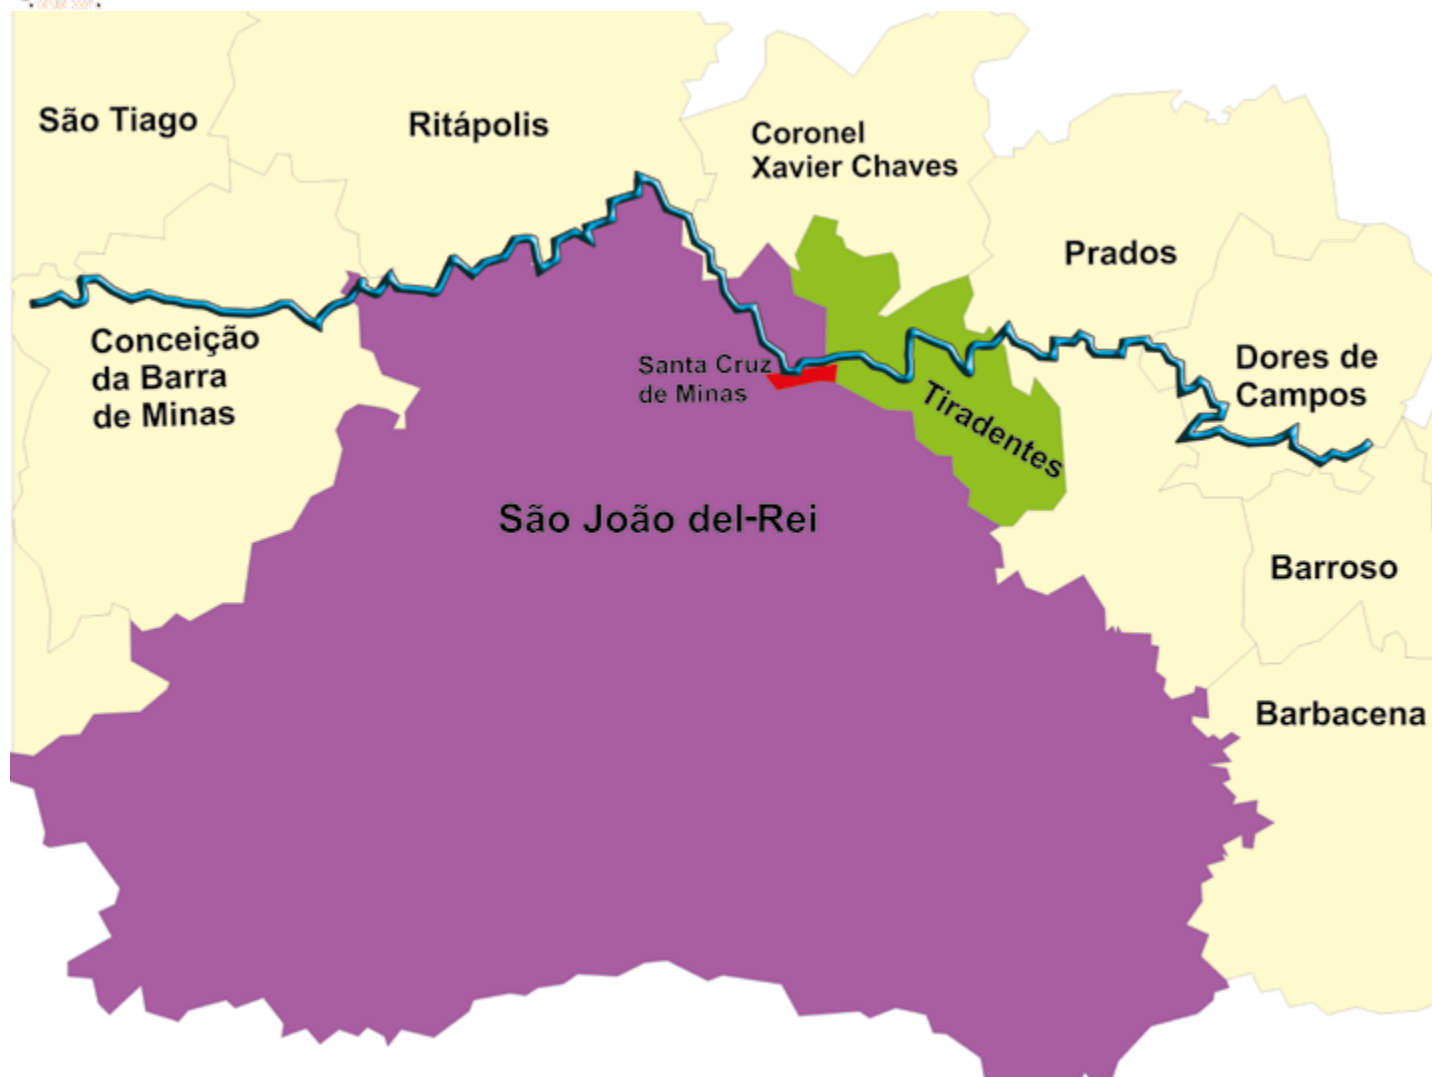 São Tiago
Ritápolis
Coronel
Xavier Chaves
Prados
Conceição
da Barra
de Minas
Santa Cruz
de Minas
Tiradentes
Dores de
Campos
São João del-Rei
Barroso
Barbacena